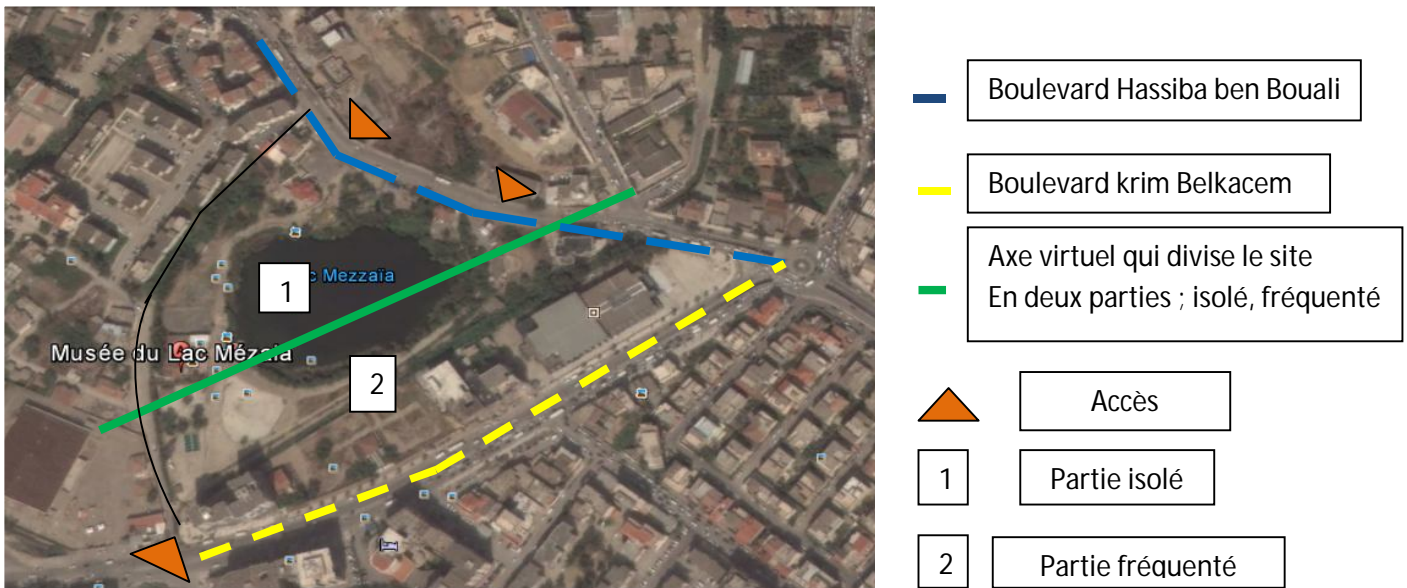 1
c Mezzaïa
Musée du Lac Mézaïa
2
Boulevard Hassiba ben Bouali
Boulevard krim Belkacem
Axe virtuel qui divise le site
En deux parties ; isolé, fréquenté
Accès
1
Partie isolé
2
Partie fréquenté